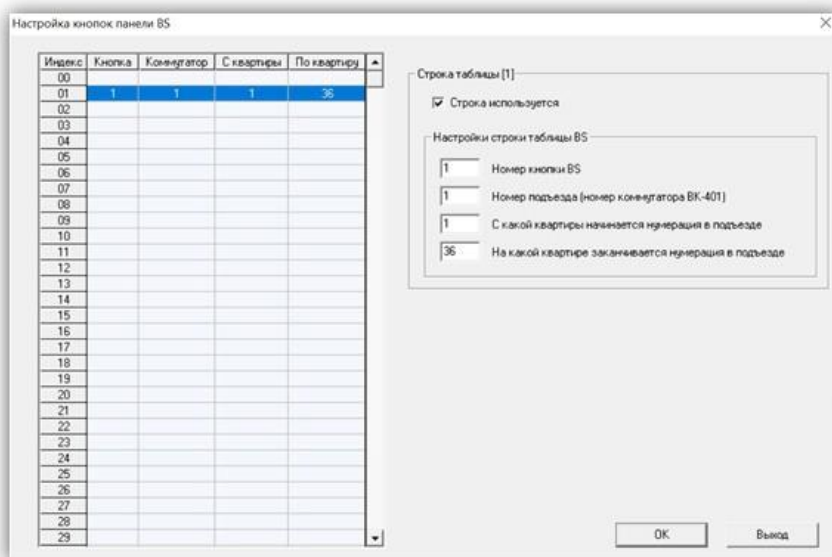 Настройка кнопок панели BS
Индекс Кнопка Коммутатор С квартиры По квартиру
00
01 1 1 1 36
02
03
04
05
06
07
08
09
10
11
12
13
14
15
16
17
18
19
20
21
22
23
24
25
26
27
28
29
Строка таблицы [1]
Строка используется
Настройки строки таблицы BS
1 Номер кнопки BS
1 Номер подъезда (номер коммутатора ВК-401)
1 С какой квартиры начинается нумерация в подъезде
36 На какой квартире заканчивается нумерация в подъезде
OK Выход